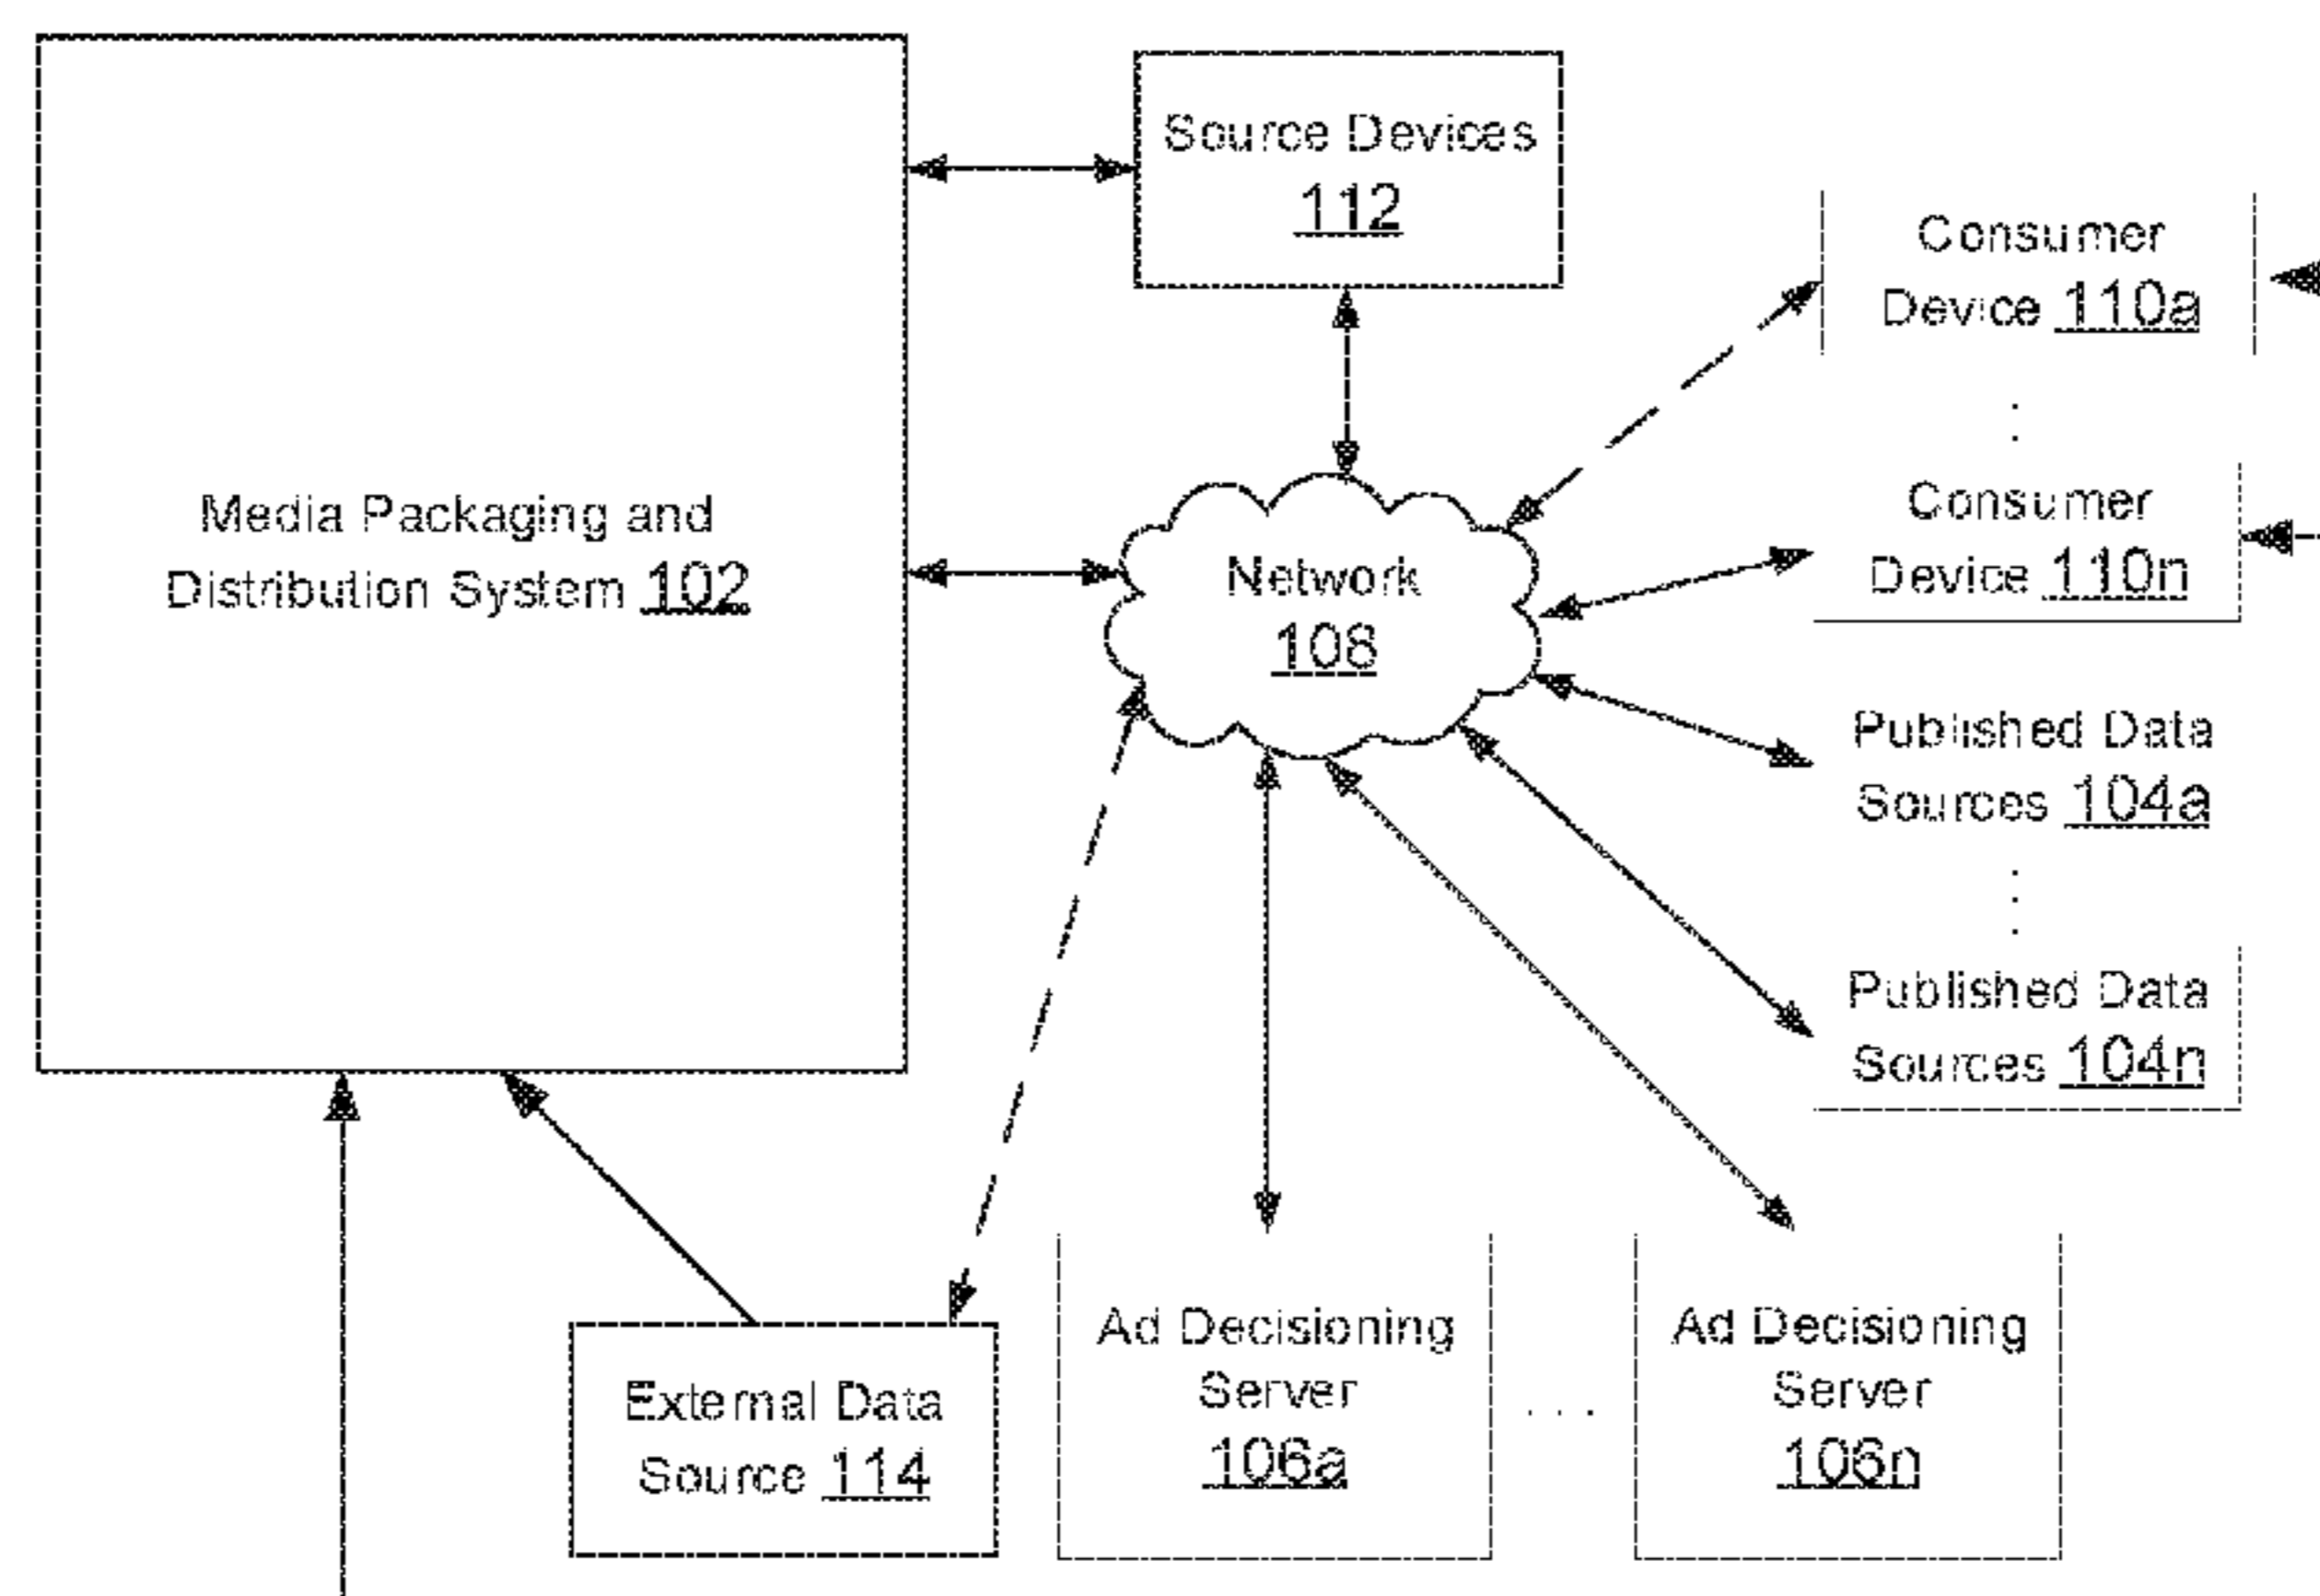 Source Devices
112
Consumer
Device 110a
Media Packaging and
Distribution System 102
Network
108
Consumer
Device 110n
Published Data
Sources 104a
Published Data
Sources 104n
External Data
Source 114
Ad Decisioning
Server
106a
. . .
Ad Decisioning
Server
106n